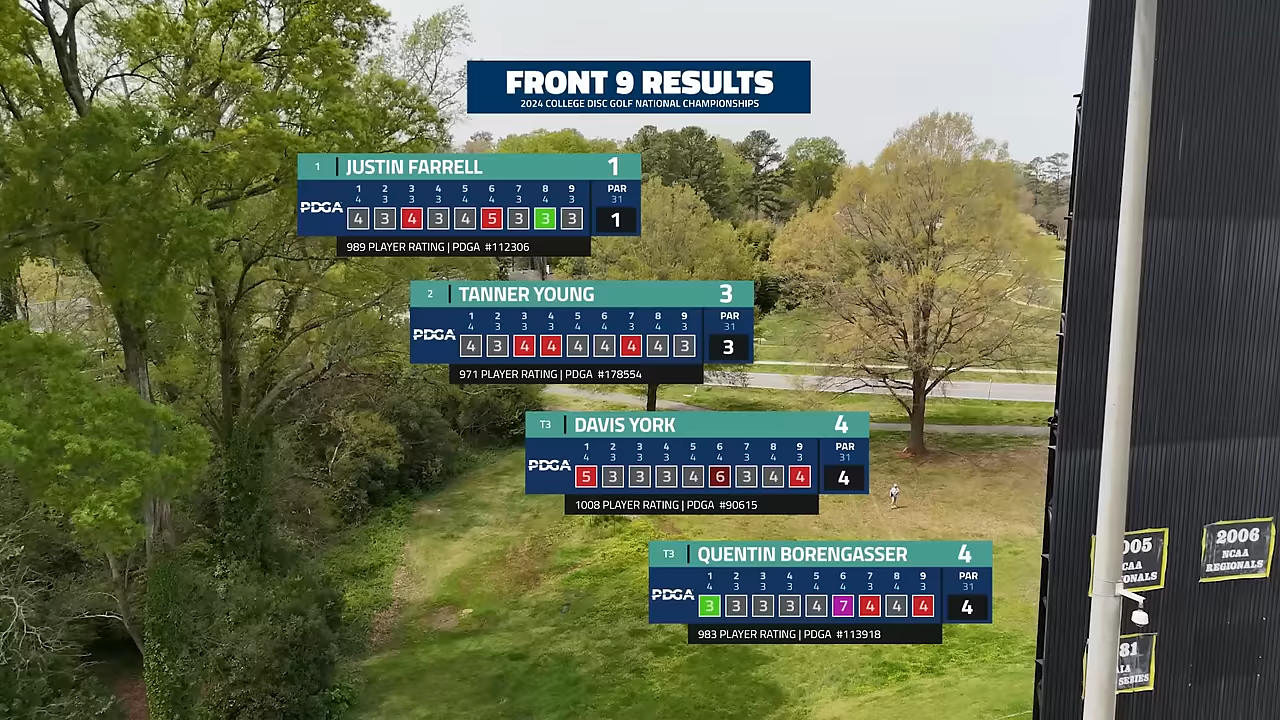 FRONT 9 RESULTS
2024 COLLEGE DISC GOLF NATIONAL CHAMPIONSHIPS
1 JUSTIN FARRELL 1
1 2 3 4 5 6 7 8 9 PAR
4 3 3 3 4 4 3 4 3 31
PDGA 4 3 4 3 4 5 3 3 3 1
989 PLAYER RATING | PDGA #112306
2 TANNER YOUNG 3
1 2 3 4 5 6 7 8 9 PAR
4 3 3 3 4 4 3 4 3 31
PDGA 4 3 4 4 4 4 4 4 3 3
971 PLAYER RATING | PDGA #178554
T3 DAVIS YORK 4
1 2 3 4 5 6 7 8 9 PAR
4 3 3 3 4 4 3 4 3 31
PDGA 5 3 3 3 4 6 3 4 4 4
1008 PLAYER RATING | PDGA #90615
T3 QUENTIN BORENGASSER 4
1 2 3 4 5 6 7 8 9 PAR
4 3 3 3 4 4 3 4 3 31
PDGA 3 3 3 3 4 7 4 4 4 4
983 PLAYER RATING | PDGA #113918
2006
NCAA
REGIONALS